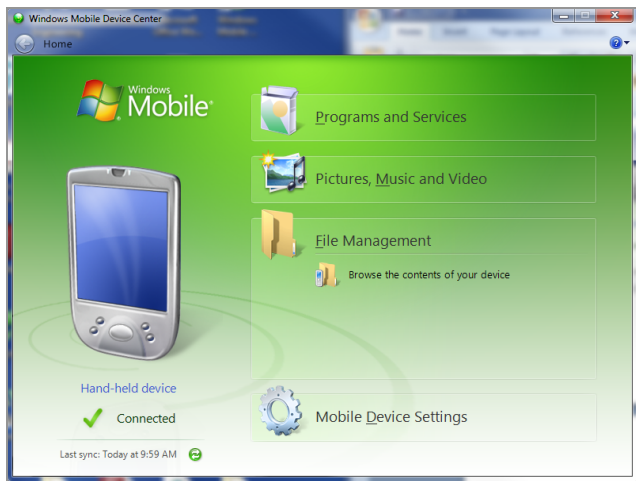 Windows Mobile Device Center
Home
Windows
Mobile®
Programs and Services
Pictures, Music and Video
File Management
Browse the contents of your device
Hand-held device
Connected
Mobile Device Settings
Last sync: Today at 9:59 AM